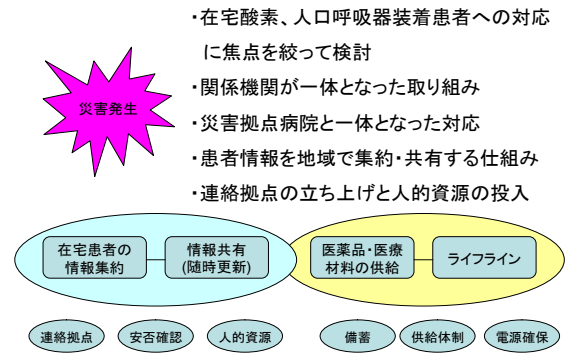 ・在宅酸素、人口呼吸器装着患者への対応
に焦点を絞って検討
・関係機関が一体となった取り組み
・災害拠点病院と一体となった対応
・患者情報を地域で集約・共有する仕組み
・連絡拠点の立ち上げと人的資源の投入
災害発生
在宅患者の
情報集約
情報共有
(随時更新)
医薬品・医療
材料の供給
ライフライン
連絡拠点
安否確認
人的資源
備蓄
供給体制
電源確保